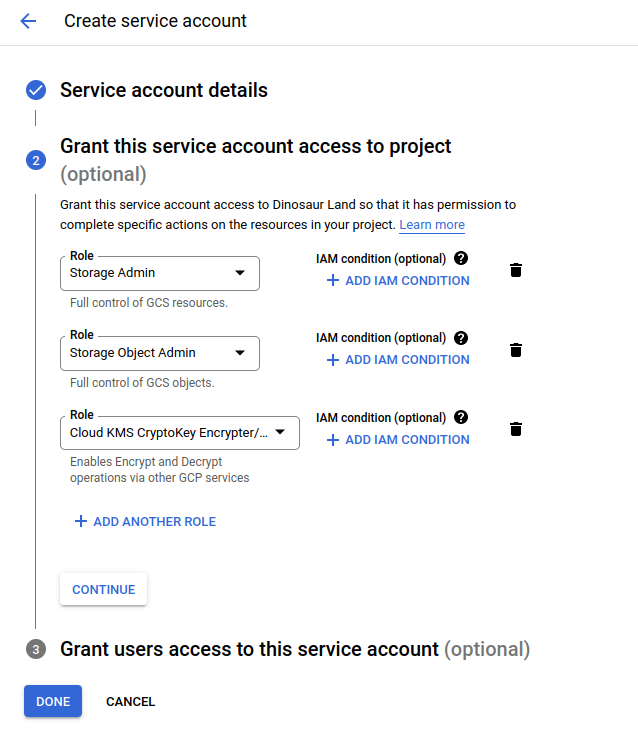 Create service account
Service account details
2
Grant this service account access to project
(optional)
Grant this service account access to Dinosaur Land so that it has permission to
complete specific actions on the resources in your project. Learn more
Role
Storage Admin
Full control of GCS resources.
IAM condition (optional) ?
+ ADD IAM CONDITION
Role
Storage Object Admin
Full control of GCS objects.
IAM condition (optional) ?
+ ADD IAM CONDITION
Role
Cloud KMS CryptoKey Encrypter/...
Enables Encrypt and Decrypt
operations via other GCP services
IAM condition (optional) ?
+ ADD IAM CONDITION
+ ADD ANOTHER ROLE
CONTINUE
3 Grant users access to this service account (optional)
DONE CANCEL